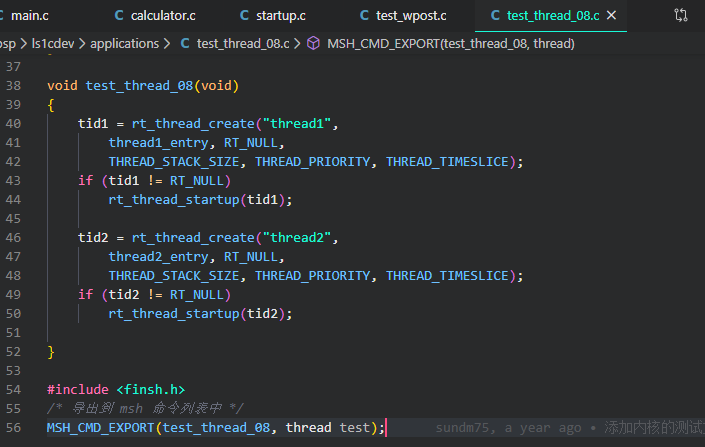 main.c calculator.c startup.c test_wpost.c test_thread_08.c
osp > ls1cdev > applications > C test_thread_08.c > MSH_CMD_EXPORT(test_thread_08, thread)
37
38 void test_thread_08(void)
39 {
40 tid1 = rt_thread_create("thread1",
41 thread1_entry, RT_NULL,
42 THREAD_STACK_SIZE, THREAD_PRIORITY, THREAD_TIMESLICE);
43 if (tid1 != RT_NULL)
44 rt_thread_startup(tid1);
45
46 tid2 = rt_thread_create("thread2",
47 thread2_entry, RT_NULL,
48 THREAD_STACK_SIZE, THREAD_PRIORITY, THREAD_TIMESLICE);
49 if (tid2 != RT_NULL)
50 rt_thread_startup(tid2);
51
52 }
53
54 #include <finsh.h>
55 /* 导出到 msh 命令列表中 */
56 MSH_CMD_EXPORT(test_thread_08, thread test); sundm75, a year ago • 添加内核的测试